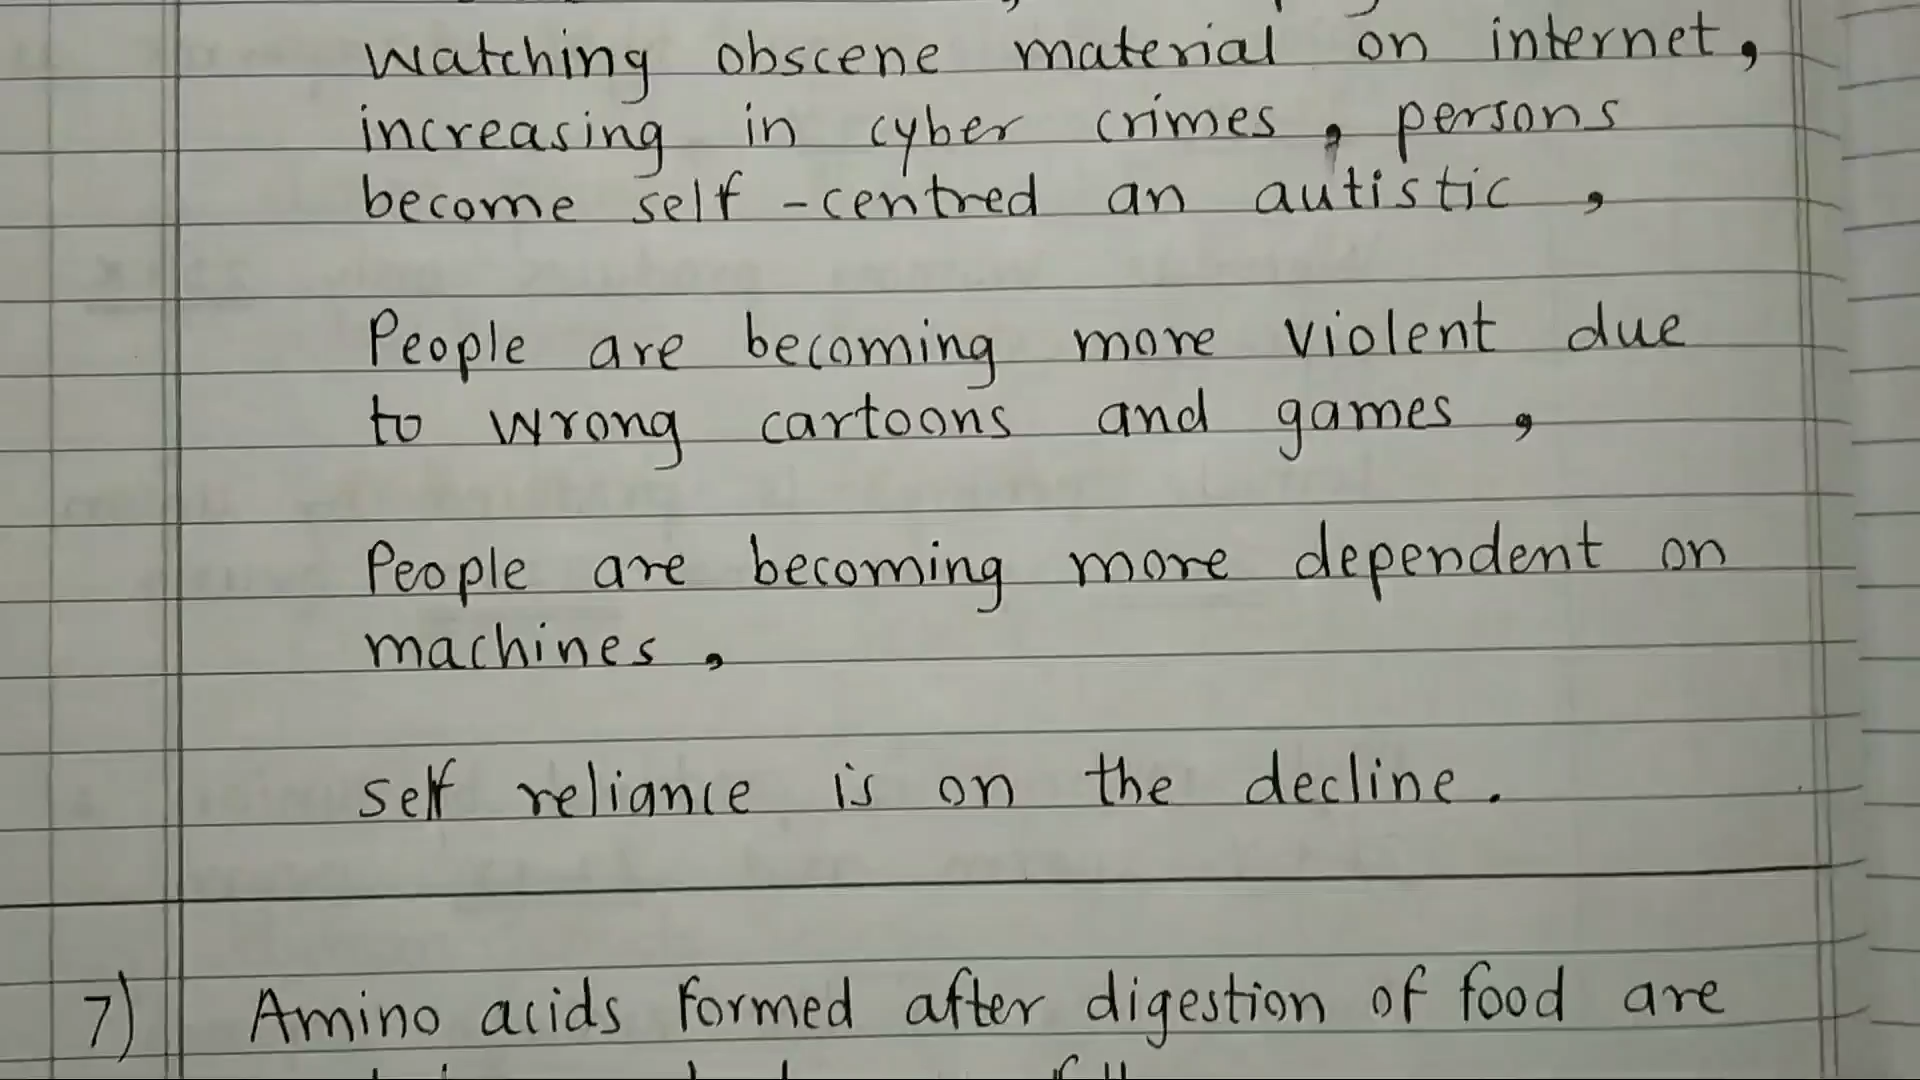 watching obscene material on internet,
increasing in cyber crimes, persons
become self-centred an autistic,
People are becoming more violent due
to wrong cartoons and games,
People are becoming more dependent on
machines,
self reliance is on the decline.
7) Amino acids formed after digestion of food are